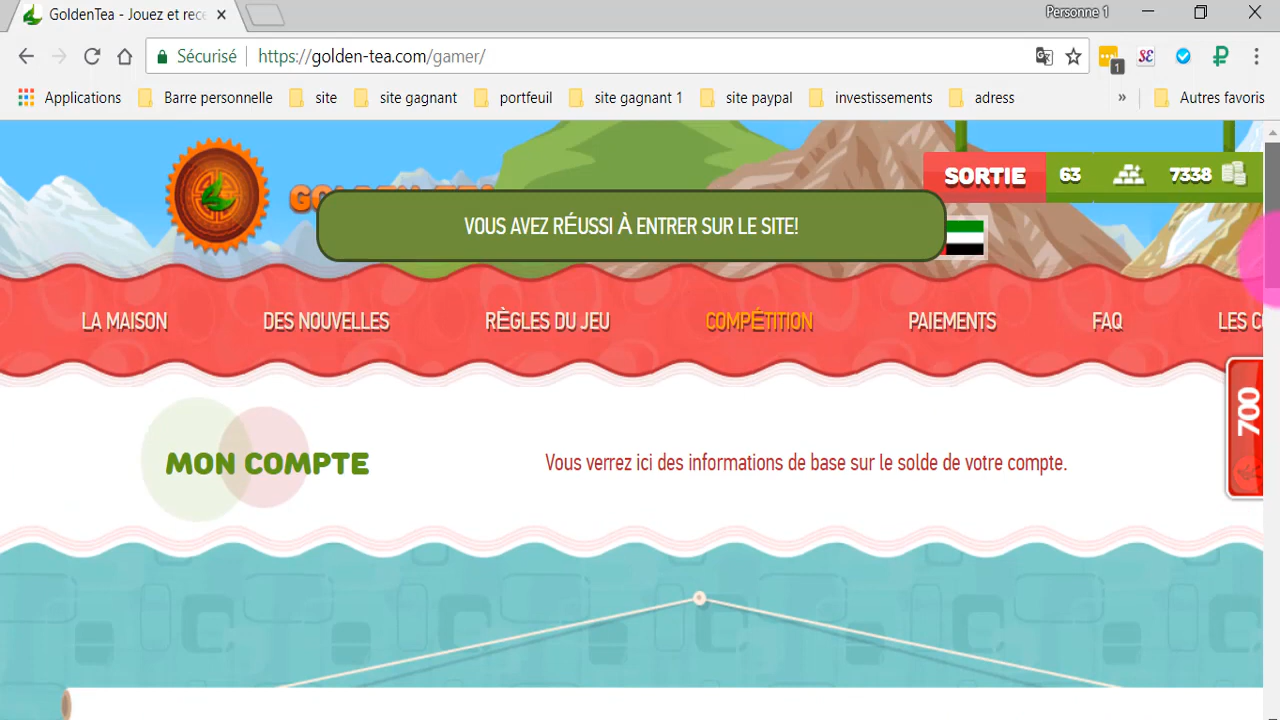 GoldenTea - Jouez et rece
Personne 1
Sécurisé
https://golden-tea.com/gamer/
1
Applications
Barre personnelle
site
site gagnant
portfeuil
site gagnant 1
site paypal
investissements
adress
»
Autres favoris
SORTIE
63
7338
VOUS AVEZ RÉUSSI À ENTRER SUR LE SITE!
LA MAISON
DES NOUVELLES
RÈGLES DU JEU
COMPÉTITION
PAIEMENTS
FAQ
LES C
700
MON COMPTE
Vous verrez ici des informations de base sur le solde de votre compte.